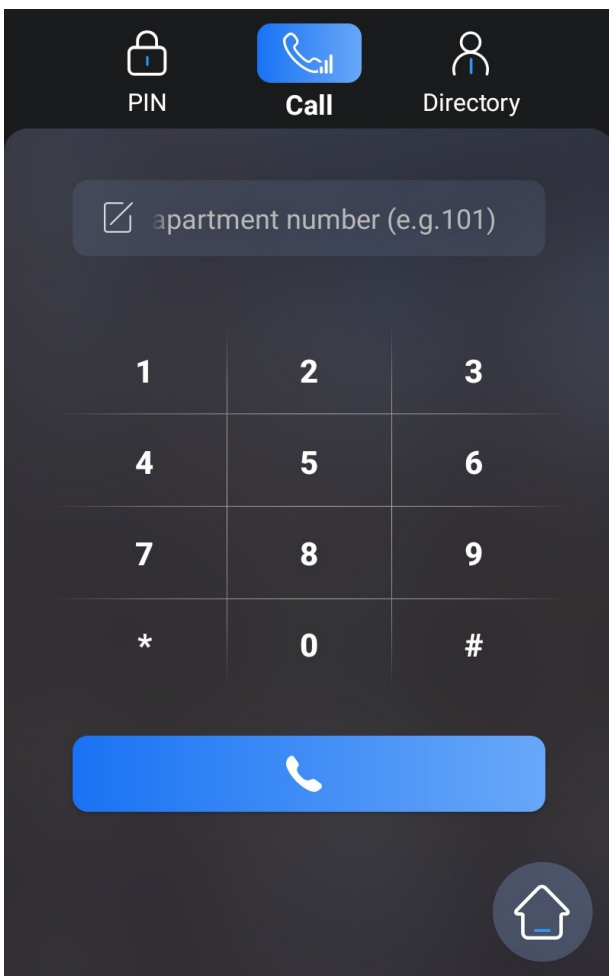 PIN
Call
Directory
apartment number (e.g.101)
1 2 3
4 5 6
7 8 9
* 0 #